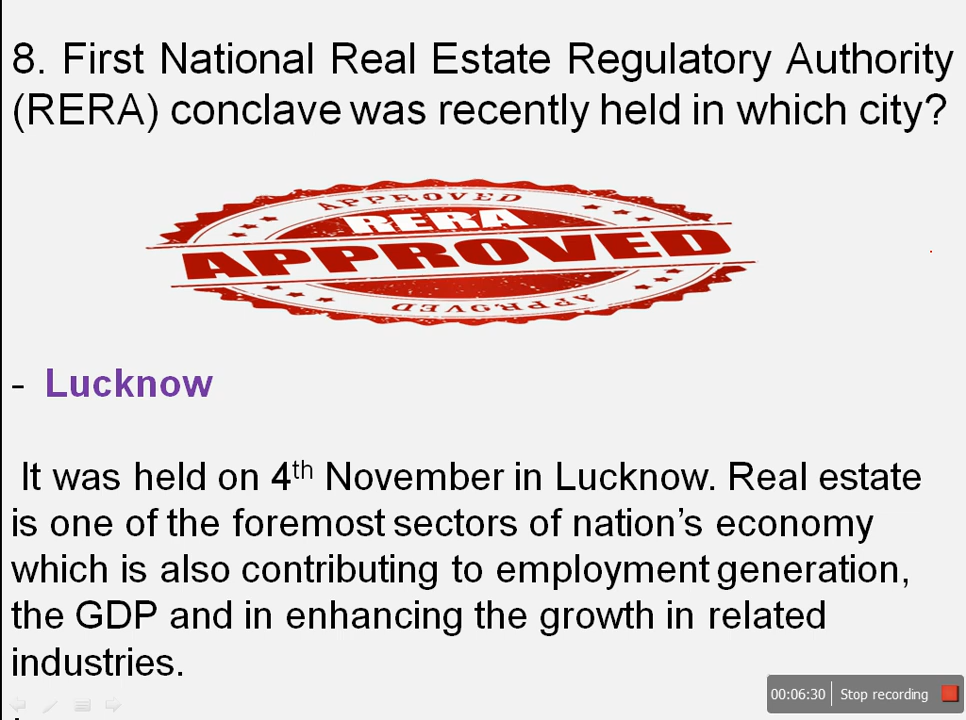 8. First National Real Estate Regulatory Authority
(RERA) conclave was recently held in which city?
APPROVED
RERA
APPROVED
APPROVED
- Lucknow
It was held on 4th November in Lucknow. Real estate
is one of the foremost sectors of nation’s economy
which is also contributing to employment generation,
the GDP and in enhancing the growth in related
industries.
00:06:30 Stop recording